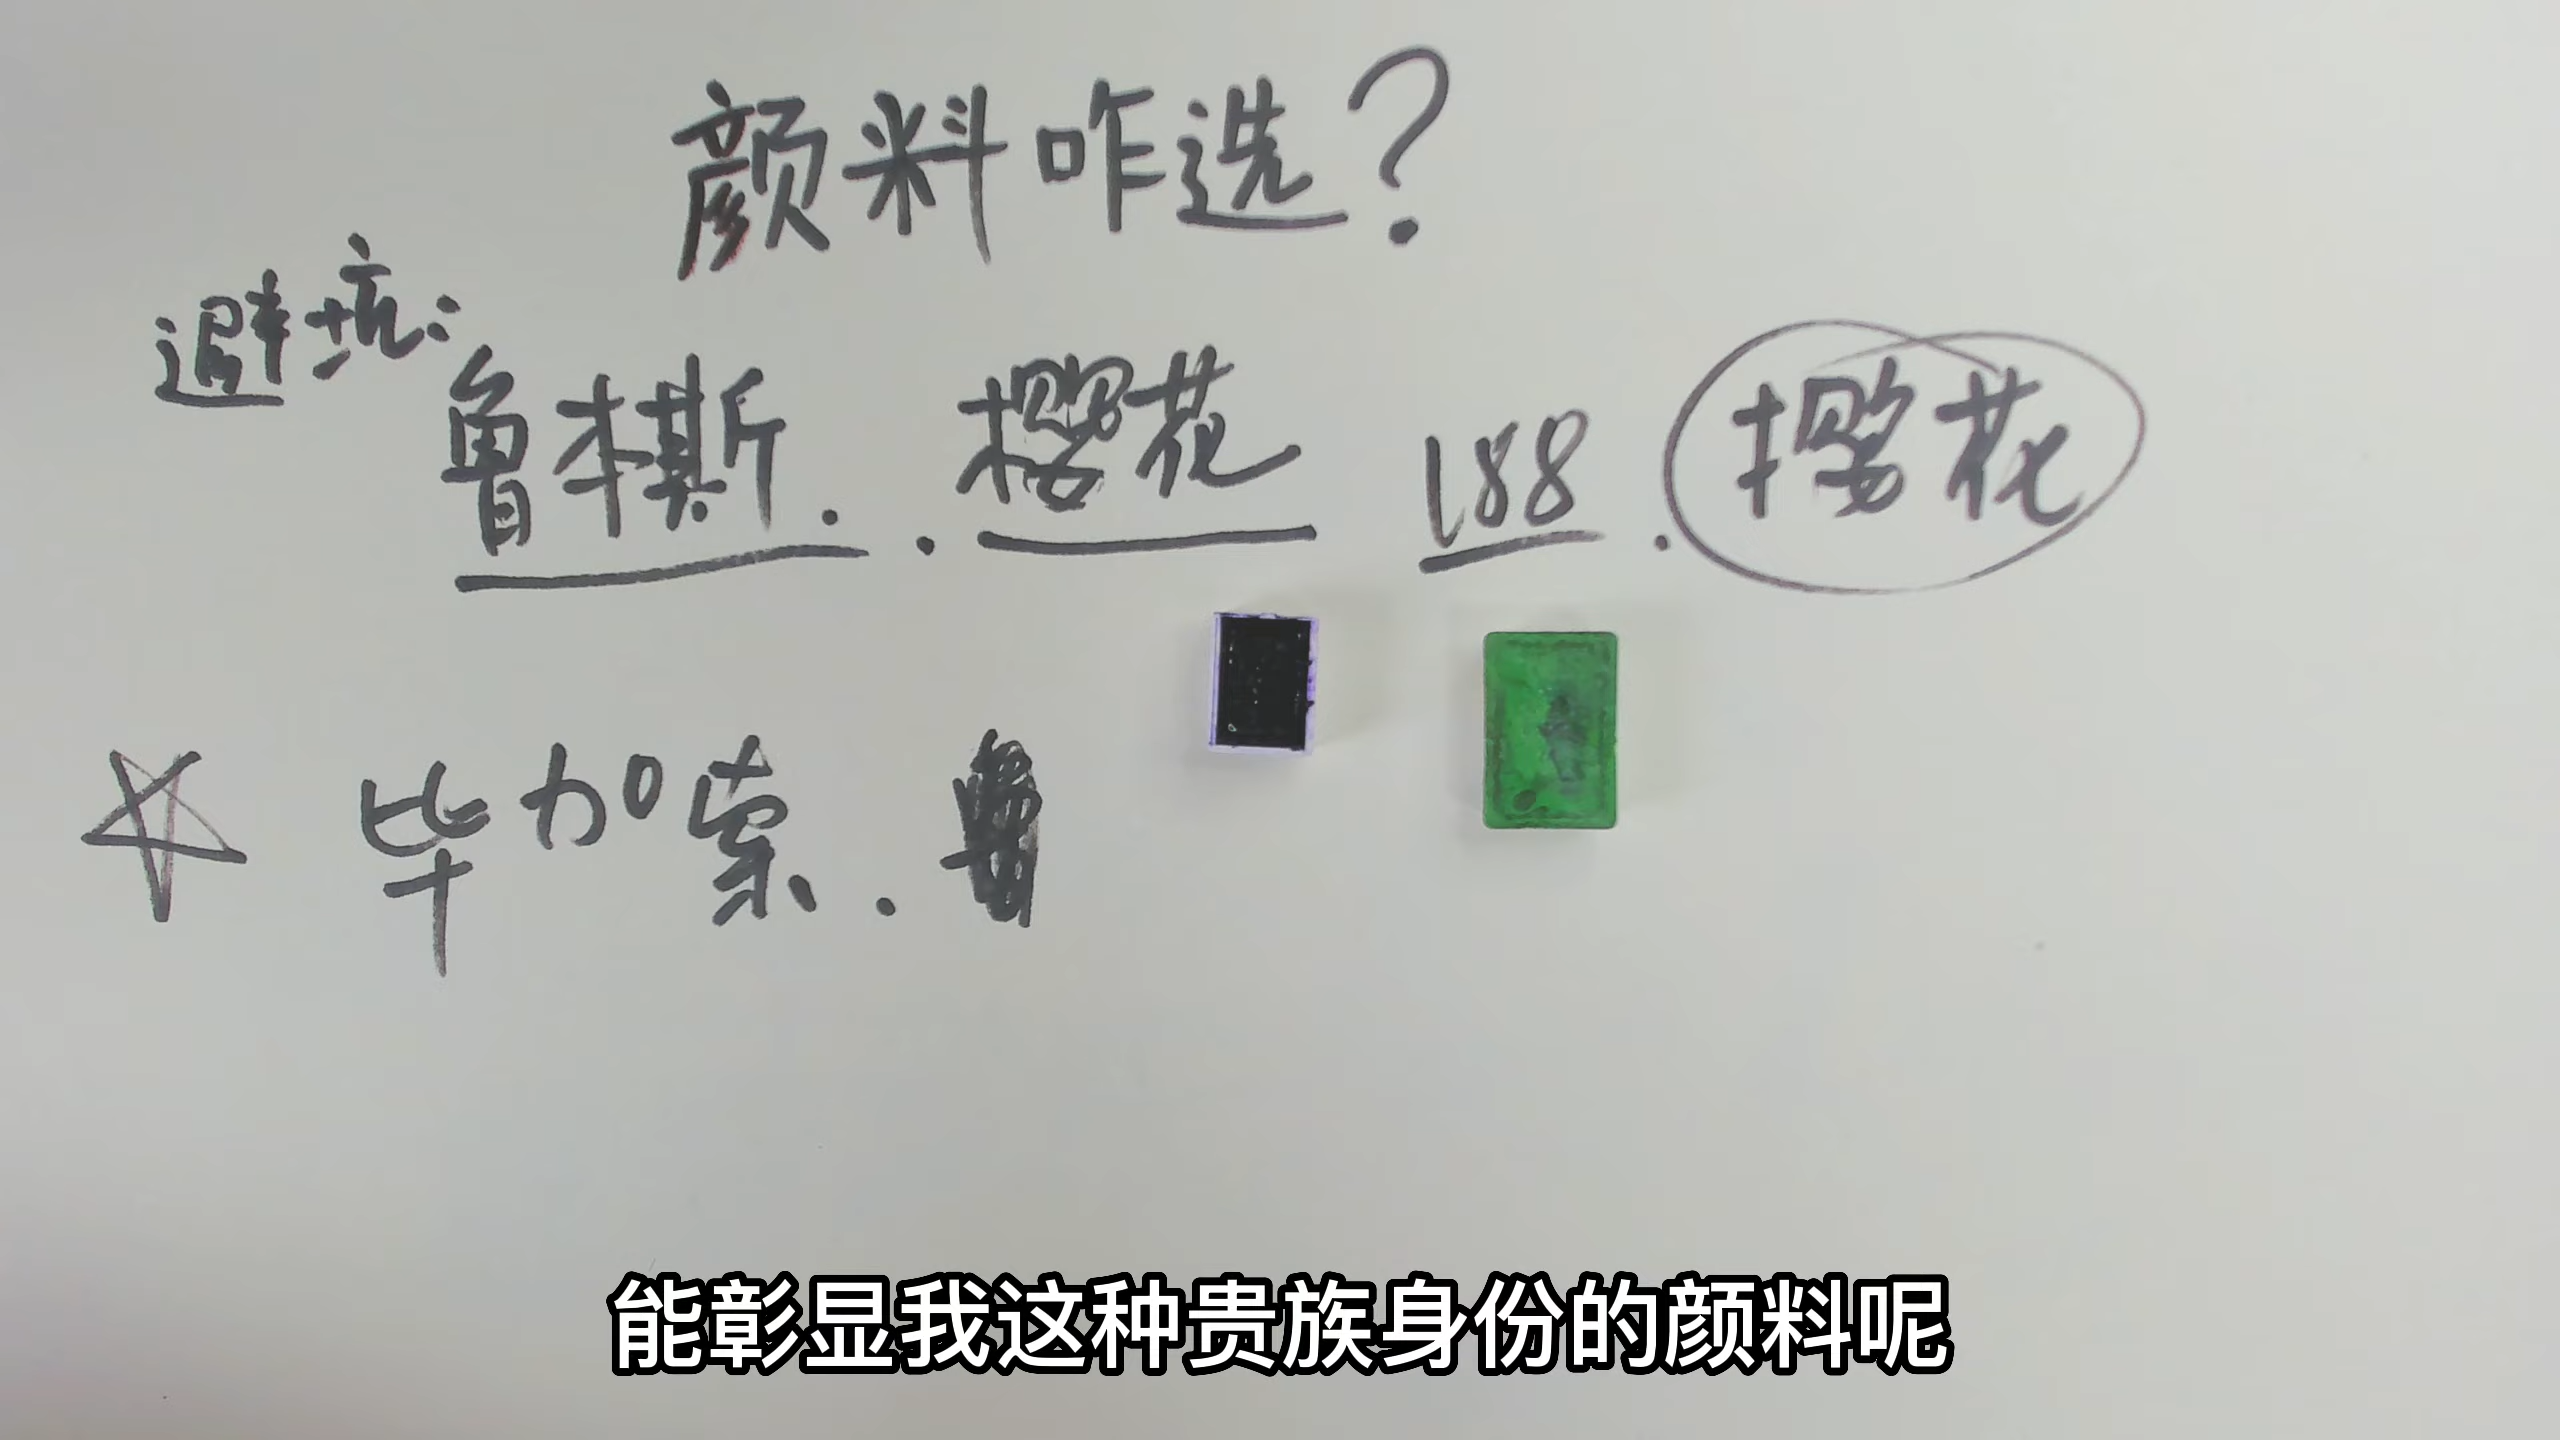 颜料咋选?
避坑:
鲁本斯. . 樱花 188 . 樱花
毕加索.
能彰显我这种贵族身份的颜料呢